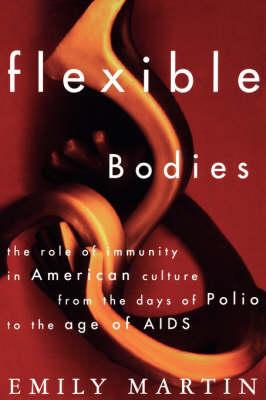 flexible
Bodies
the role of immunity
in American culture
from the days of Polio
to the age of AIDS
EMILY MARTIN